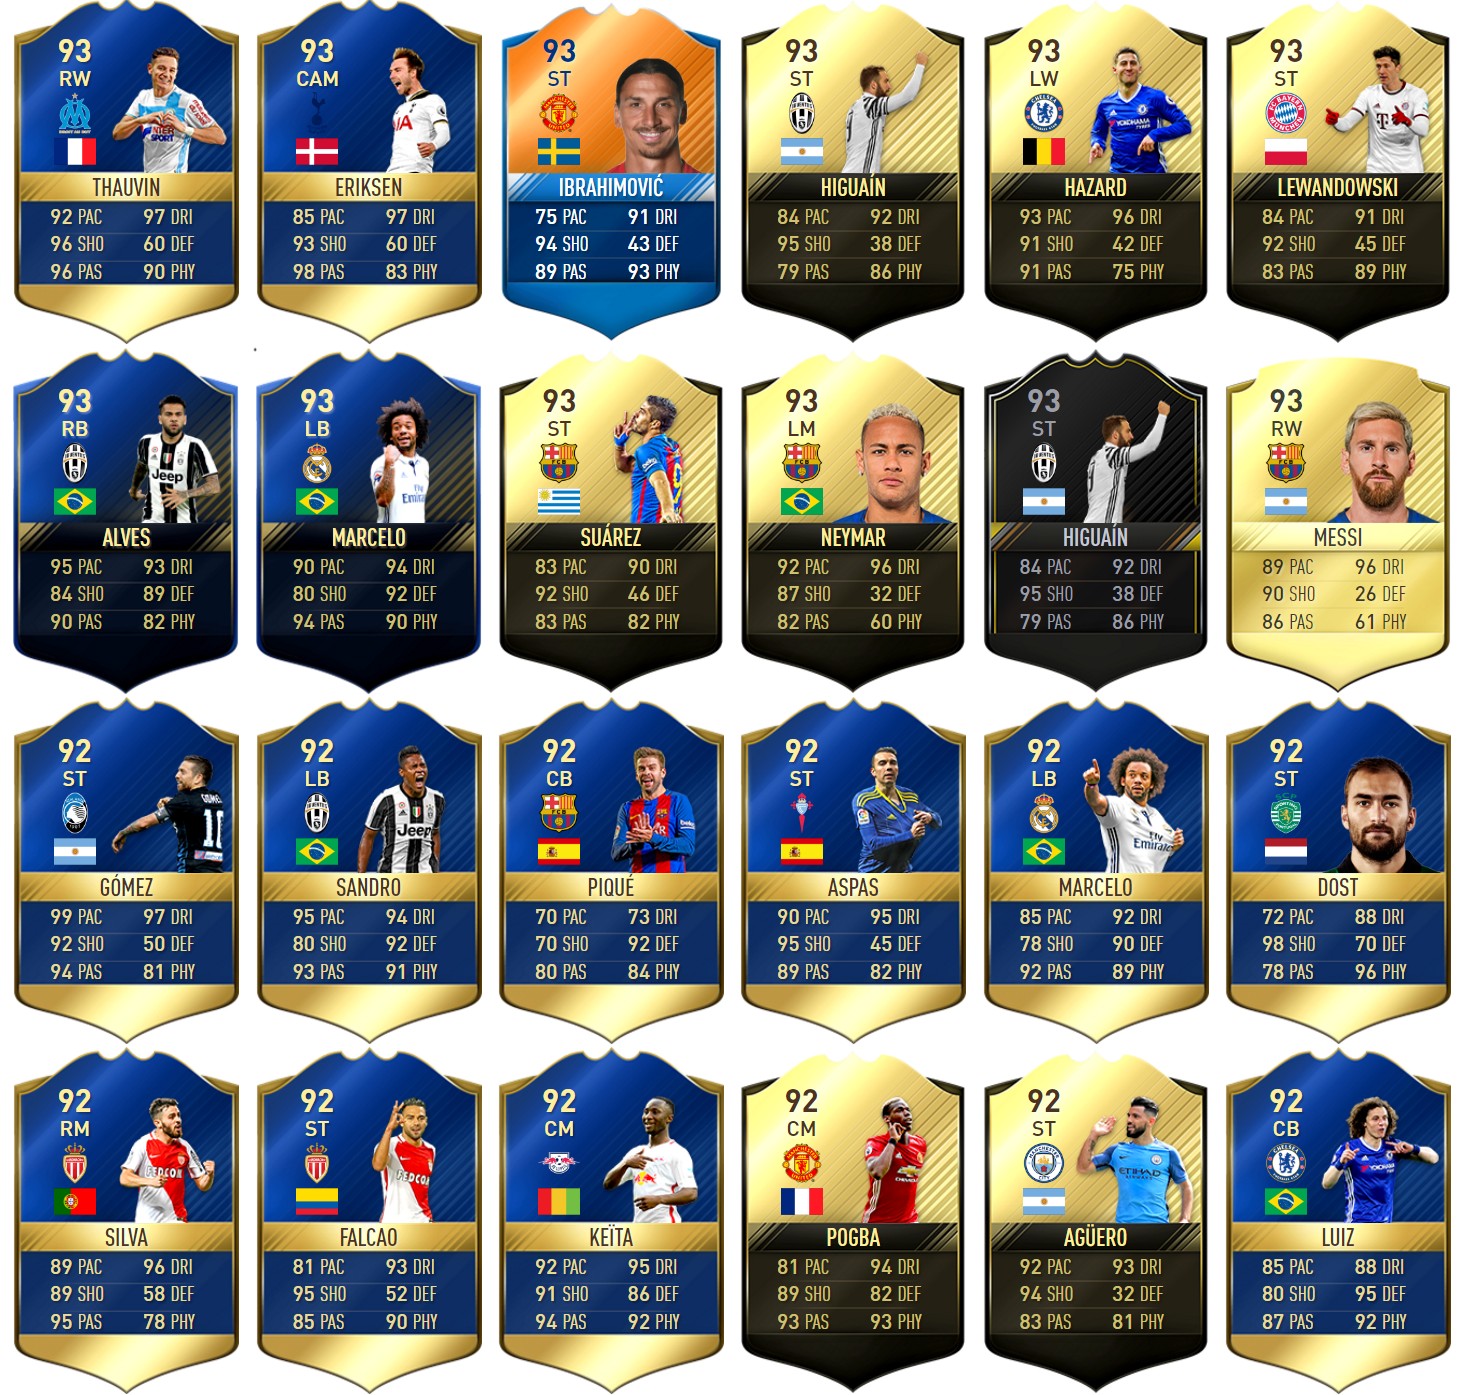 93
RW
THAUVIN
92 PAC 97 DRI
96 SHO 60 DEF
96 PAS 90 PHY
93
CAM
ERIKSEN
85 PAC 97 DRI
93 SHO 60 DEF
98 PAS 83 PHY
93
ST
IBRAHIMOVIĆ
75 PAC 91 DRI
94 SHO 43 DEF
89 PAS 93 PHY
93
ST
HIGUAÍN
84 PAC 92 DRI
95 SHO 38 DEF
79 PAS 86 PHY
93
LW
HAZARD
93 PAC 96 DRI
91 SHO 42 DEF
91 PAS 75 PHY
93
ST
LEWANDOWSKI
84 PAC 91 DRI
92 SHO 45 DEF
83 PAS 89 PHY
93
RB
Jeep
ALVES
95 PAC 93 DRI
84 SHO 89 DEF
90 PAS 82 PHY
93
LB
MARCELO
90 PAC 94 DRI
80 SHO 92 DEF
94 PAS 90 PHY
93
ST
SUÁREZ
83 PAC 90 DRI
92 SHO 46 DEF
83 PAS 82 PHY
93
LM
NEYMAR
92 PAC 96 DRI
87 SHO 32 DEF
82 PAS 60 PHY
93
ST
HIGUAÍN
84 PAC 92 DRI
95 SHO 38 DEF
79 PAS 86 PHY
93
RW
MESSI
89 PAC 96 DRI
90 SHO 26 DEF
86 PAS 61 PHY
92
ST
GÓMEZ
99 PAC 97 DRI
92 SHO 50 DEF
94 PAS 81 PHY
92
LB
Jeep
SANDRO
95 PAC 94 DRI
80 SHO 92 DEF
93 PAS 91 PHY
92
CB
PIQUÉ
70 PAC 73 DRI
70 SHO 92 DEF
80 PAS 84 PHY
92
ST
ASPAS
90 PAC 95 DRI
95 SHO 45 DEF
89 PAS 82 PHY
92
LB
Fly
Emirates
MARCELO
85 PAC 92 DRI
78 SHO 90 DEF
92 PAS 89 PHY
92
ST
DOST
72 PAC 88 DRI
98 SHO 70 DEF
78 PAS 96 PHY
92
RM
FEDCOM
SILVA
89 PAC 96 DRI
89 SHO 58 DEF
95 PAS 78 PHY
92
ST
FEDCOM
FALCAO
81 PAC 93 DRI
95 SHO 52 DEF
85 PAS 90 PHY
92
CM
KEÏTA
92 PAC 95 DRI
91 SHO 86 DEF
94 PAS 92 PHY
92
CM
POGBA
81 PAC 94 DRI
89 SHO 82 DEF
93 PAS 93 PHY
92
ST
ETIHAD
AGÜERO
92 PAC 93 DRI
94 SHO 32 DEF
83 PAS 81 PHY
92
CB
LUIZ
85 PAC 88 DRI
80 SHO 95 DEF
87 PAS 92 PHY